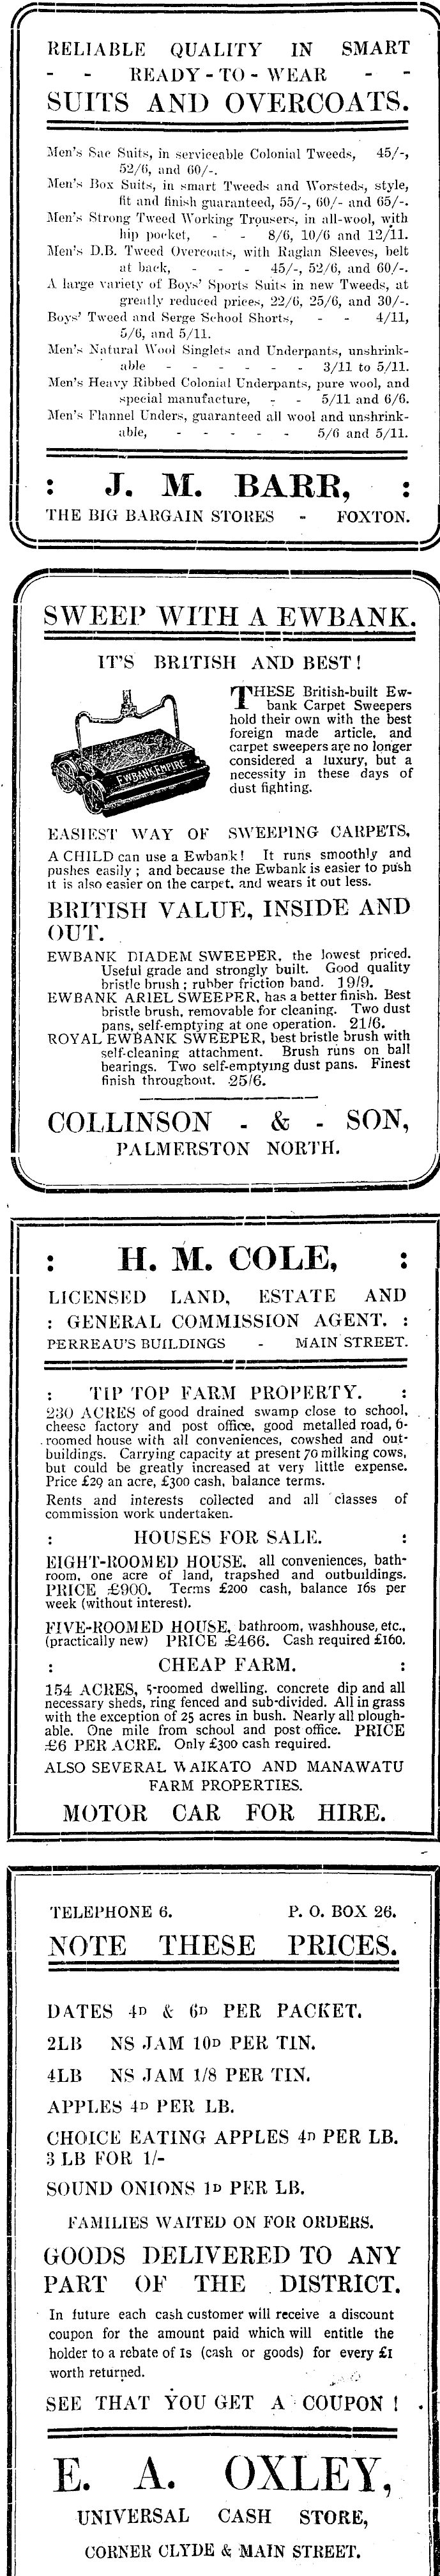 RELIABLE QUALITY IN SMART
- - READY-TO-WEAR - -
SUITS AND OVERCOATS.
Men's Sac Suits, in serviceable Colonial Tweeds, 45/-,
52/6, and 60/-.
Men's Box Suits, in smart Tweeds and Worsteds, style,
fit and finish guaranteed, 55/-, 60/- and 65/-.
Men's Strong Tweed Working Trousers, in all-wool, with
hip pocket, - - 8/6, 10/6 and 12/11.
Men's D.B. Tweed Overcoats, with Raglan Sleeves, belt
at back, - - - 45/-, 52/6, and 60/-.
A large variety of Boys' Sports Suits in new Tweeds, at
greatly reduced prices, 22/6, 25/6, and 30/-.
Boys' Tweed and Serge School Shorts, - - 4/11,
5/6, and 5/11.
Men's Natural Wool Singlets and Underpants, unshrink-
able - - - - - - 3/11 to 5/11.
Men's Heavy Ribbed Colonial Underpants, pure wool, and
special manufacture, - - 5/11 and 6/6.
Men's Flannel Unders, guaranteed all wool and unshrink-
able, - - - - - 5/6 and 5/11.
: J. M. BARR, :
THE BIG BARGAIN STORES - FOXTON.
SWEEP WITH A EWBANK.
IT'S BRITISH AND BEST!
EWBANK EMPIRE
THESE British-built Ew-
bank Carpet Sweepers
hold their own with the best
foreign made article, and
carpet sweepers are no longer
considered a luxury, but a
necessity in these days of
dust fighting.
EASIEST WAY OF SWEEPING CARPETS.
A CHILD can use a Ewbank! It runs smoothly and
pushes easily; and because the Ewbank is easier to push
it is also easier on the carpet, and wears it out less.
BRITISH VALUE, INSIDE AND
OUT.
EWBANK DIADEM SWEEPER, the lowest priced.
Useful grade and strongly built. Good quality
bristle brush; rubber friction band. 19/9.
EWBANK ARIEL SWEEPER, has a better finish. Best
bristle brush, removable for cleaning. Two dust
pans, self-emptying at one operation. 21/6.
ROYAL EWBANK SWEEPER, best bristle brush with
self-cleaning attachment. Brush runs on ball
bearings. Two self-emptying dust pans. Finest
finish throughout. 25/6.
COLLINSON - & - SON,
PALMERSTON NORTH.
: H. M. COLE, :
LICENSED LAND, ESTATE AND
: GENERAL COMMISSION AGENT. :
PERREAU'S BUILDINGS - MAIN STREET.
: TIP TOP FARM PROPERTY. :
230 ACRES of good drained swamp close to school,
cheese factory and post office, good metalled road, 6-
roomed house with all conveniences, cowshed and out-
buildings. Carrying capacity at present 70 milking cows,
but could be greatly increased at very little expense.
Price £29 an acre, £300 cash, balance terms.
Rents and interests collected and all classes of
commission work undertaken.
: HOUSES FOR SALE. :
EIGHT-ROOMED HOUSE, all conveniences, bath-
room, one acre of land, trapshed and outbuildings.
PRICE £900. Terms £200 cash, balance 16s per
week (without interest).
FIVE-ROOMED HOUSE, bathroom, washhouse, etc.,
(practically new) PRICE £466. Cash required £160.
: CHEAP FARM. :
154 ACRES, 5-roomed dwelling, concrete dip and all
necessary sheds, ring fenced and sub-divided. All in grass
with the exception of 25 acres in bush. Nearly all plough-
able. One mile from school and post office. PRICE
£6 PER ACRE. Only £300 cash required.
ALSO SEVERAL WAIKATO AND MANAWATU
FARM PROPERTIES.
MOTOR CAR FOR HIRE.
TELEPHONE 6. P. O. BOX 26.
NOTE THESE PRICES.
DATES 4D & 6D PER PACKET.
2LB NS JAM 10D PER TIN.
4LB NS JAM 1/8 PER TIN.
APPLES 4D PER LB.
CHOICE EATING APPLES 4D PER LB.
3 LB FOR 1/-
SOUND ONIONS 1D PER LB.
FAMILIES WAITED ON FOR ORDERS.
GOODS DELIVERED TO ANY
PART OF THE DISTRICT.
In future each cash customer will receive a discount
coupon for the amount paid which will entitle the
holder to a rebate of 1s (cash or goods) for every £1
worth returned.
SEE THAT YOU GET A COUPON!
E. A. OXLEY,
UNIVERSAL CASH STORE,
CORNER CLYDE & MAIN STREET.